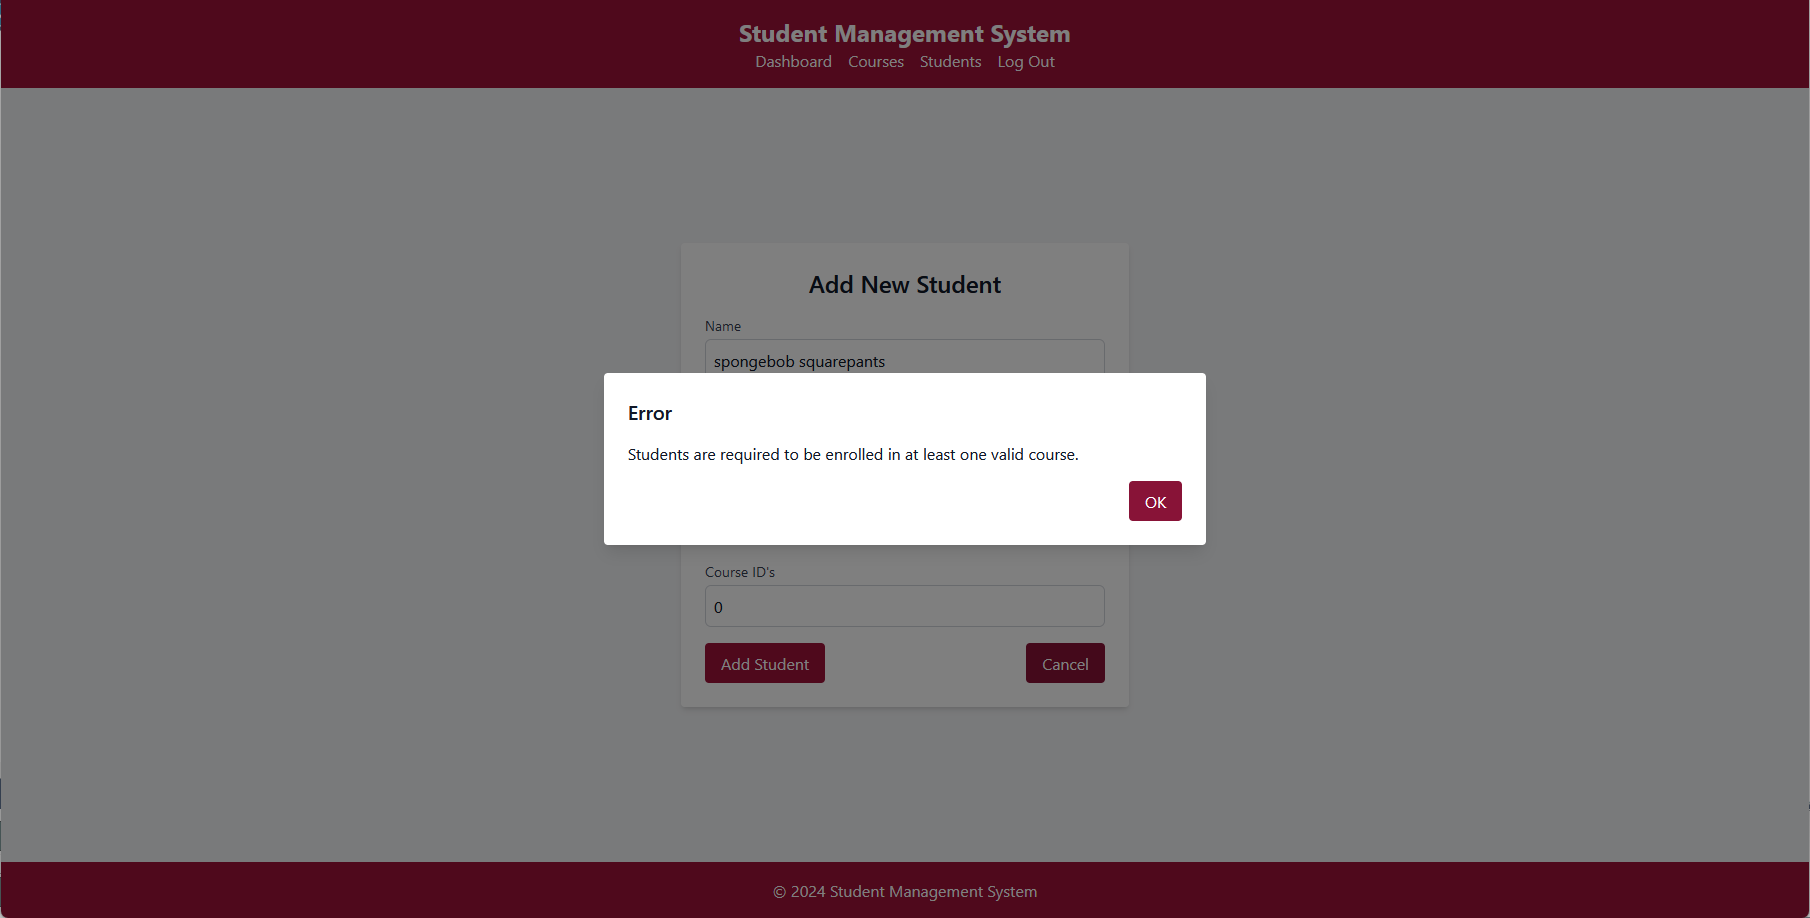 Student Management System
Dashboard Courses Students Log Out
Add New Student
Name
spongebob squarepants
Error
Students are required to be enrolled in at least one valid course.
OK
Course ID's
0
Add Student Cancel
© 2024 Student Management System